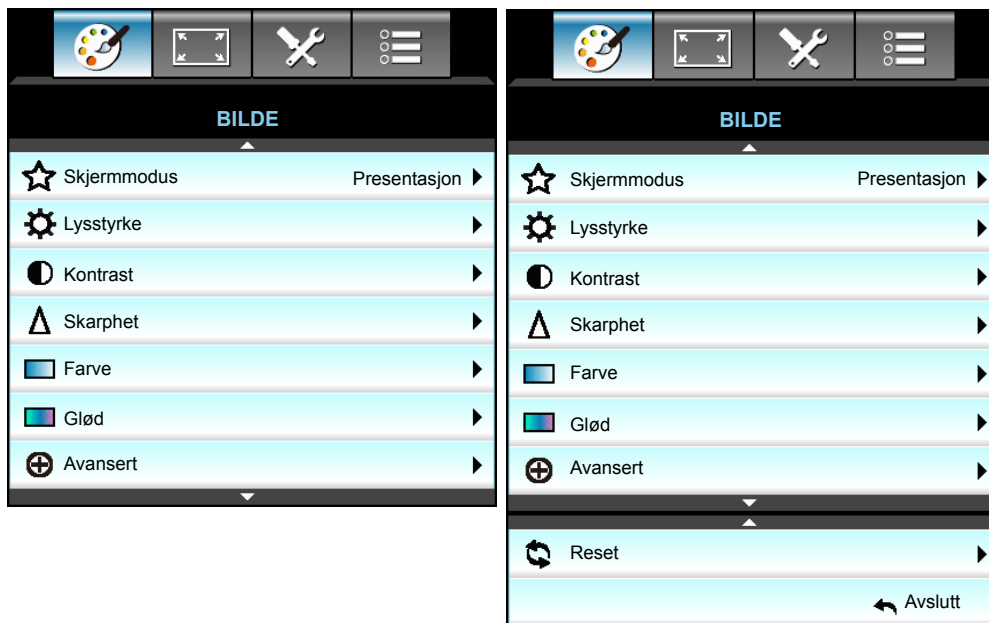 BILDE
Skjermmodus Presentasjon
Lysstyrke
Kontrast
Skarphet
Farve
Glød
Avansert
BILDE
Skjermmodus Presentasjon
Lysstyrke
Kontrast
Skarphet
Farve
Glød
Avansert
Reset
Avslutt